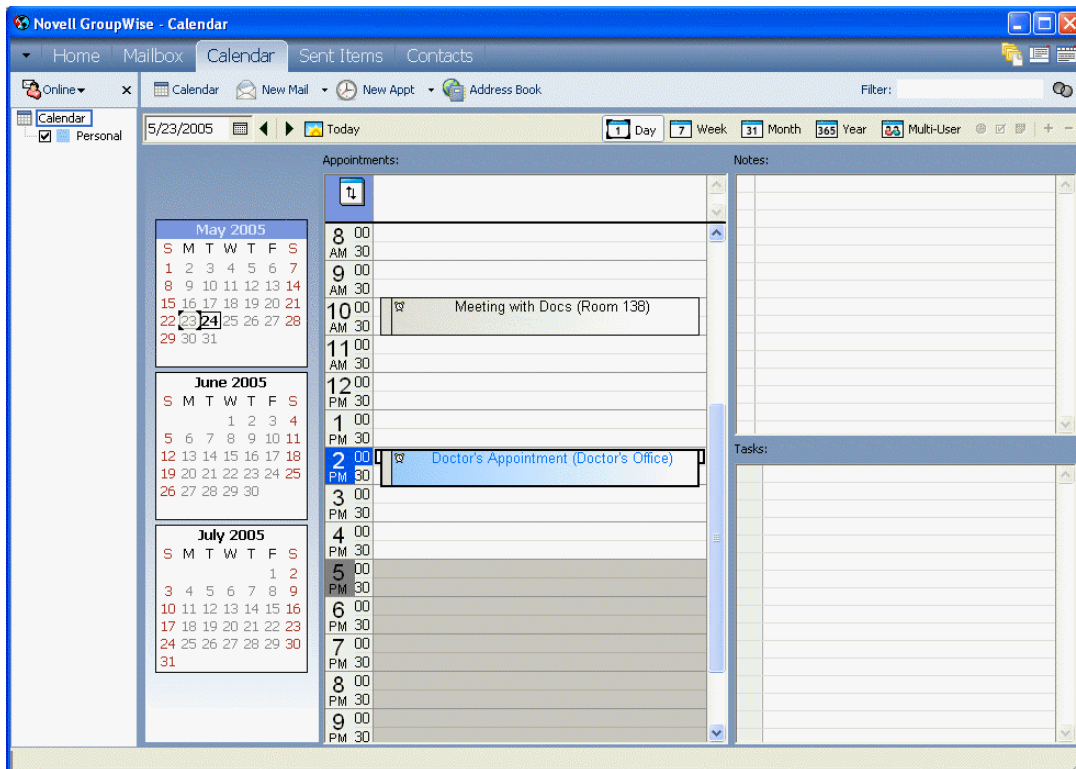 Novell GroupWise - Calendar
Home Mailbox Calendar Sent Items Contacts
Online Calendar New Mail New Appt Address Book Filter:
Calendar
Personal
5/23/2005 Today 1 Day 7 Week 31 Month 365 Year Multi-User
Appointments:
Notes:
May 2005
S M T W T F S
1 2 3 4 5 6 7
8 9 10 11 12 13 14
15 16 17 18 19 20 21
22 23 24 25 26 27 28
29 30 31
June 2005
S M T W T F S
1 2 3 4
5 6 7 8 9 10 11
12 13 14 15 16 17 18
19 20 21 22 23 24 25
26 27 28 29 30
July 2005
S M T W T F S
1 2
3 4 5 6 7 8 9
10 11 12 13 14 15 16
17 18 19 20 21 22 23
24 25 26 27 28 29 30
31
8 00
AM 30
9 00
AM 30
10 00 Meeting with Docs (Room 138)
AM 30
11 00
AM 30
12 00
PM 30
1 00
PM 30
2 00 Doctor's Appointment (Doctor's Office)
PM 30
3 00
PM 30
4 00
PM 30
5 00
PM 30
6 00
PM 30
7 00
PM 30
8 00
PM 30
9 00
PM 30
Tasks: